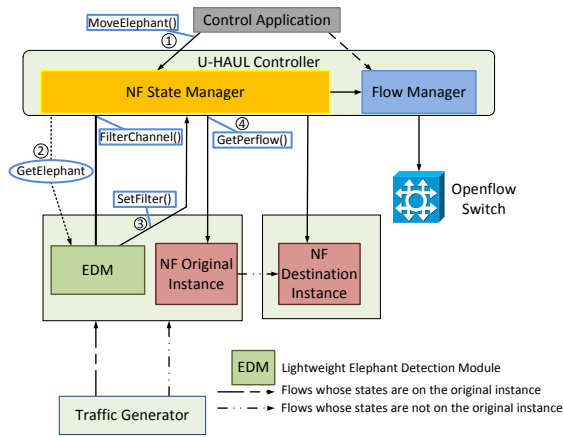 Control Application
MoveElephant()
①
U-HAUL Controller
NF State Manager
Flow Manager
②
FilterChannel()
④
GetPerflow()
GetElephant
SetFilter()
③
Openflow
Switch
EDM
NF Original
Instance
NF
Destination
Instance
EDM
Lightweight Elephant Detection Module
Flows whose states are on the original instance
Flows whose states are not on the original instance
Traffic Generator